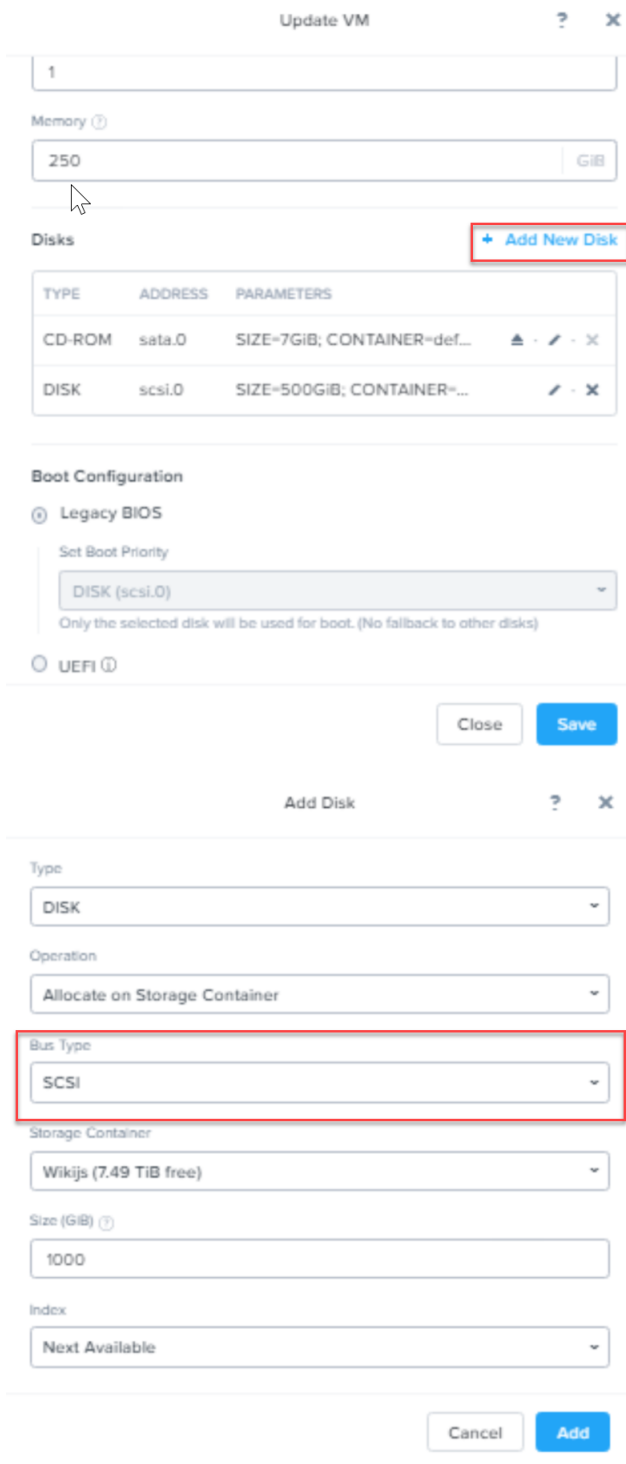 Update VM ?
1
Memory ?
250 GiB
Disks + Add New Disk
TYPE ADDRESS PARAMETERS
CD-ROM sata.0 SIZE=7GiB; CONTAINER=def...
DISK scsi.0 SIZE=500GiB; CONTAINER=...
Boot Configuration
Legacy BIOS
Set Boot Priority
DISK (scsi.0)
Only the selected disk will be used for boot. (No fallback to other disks)
UEFI
Close Save
Add Disk ?
Type
DISK
Operation
Allocate on Storage Container
Bus Type
SCSI
Storage Container
Wikijs (7.49 TiB free)
Size (GiB) ?
1000
Index
Next Available
Cancel Add